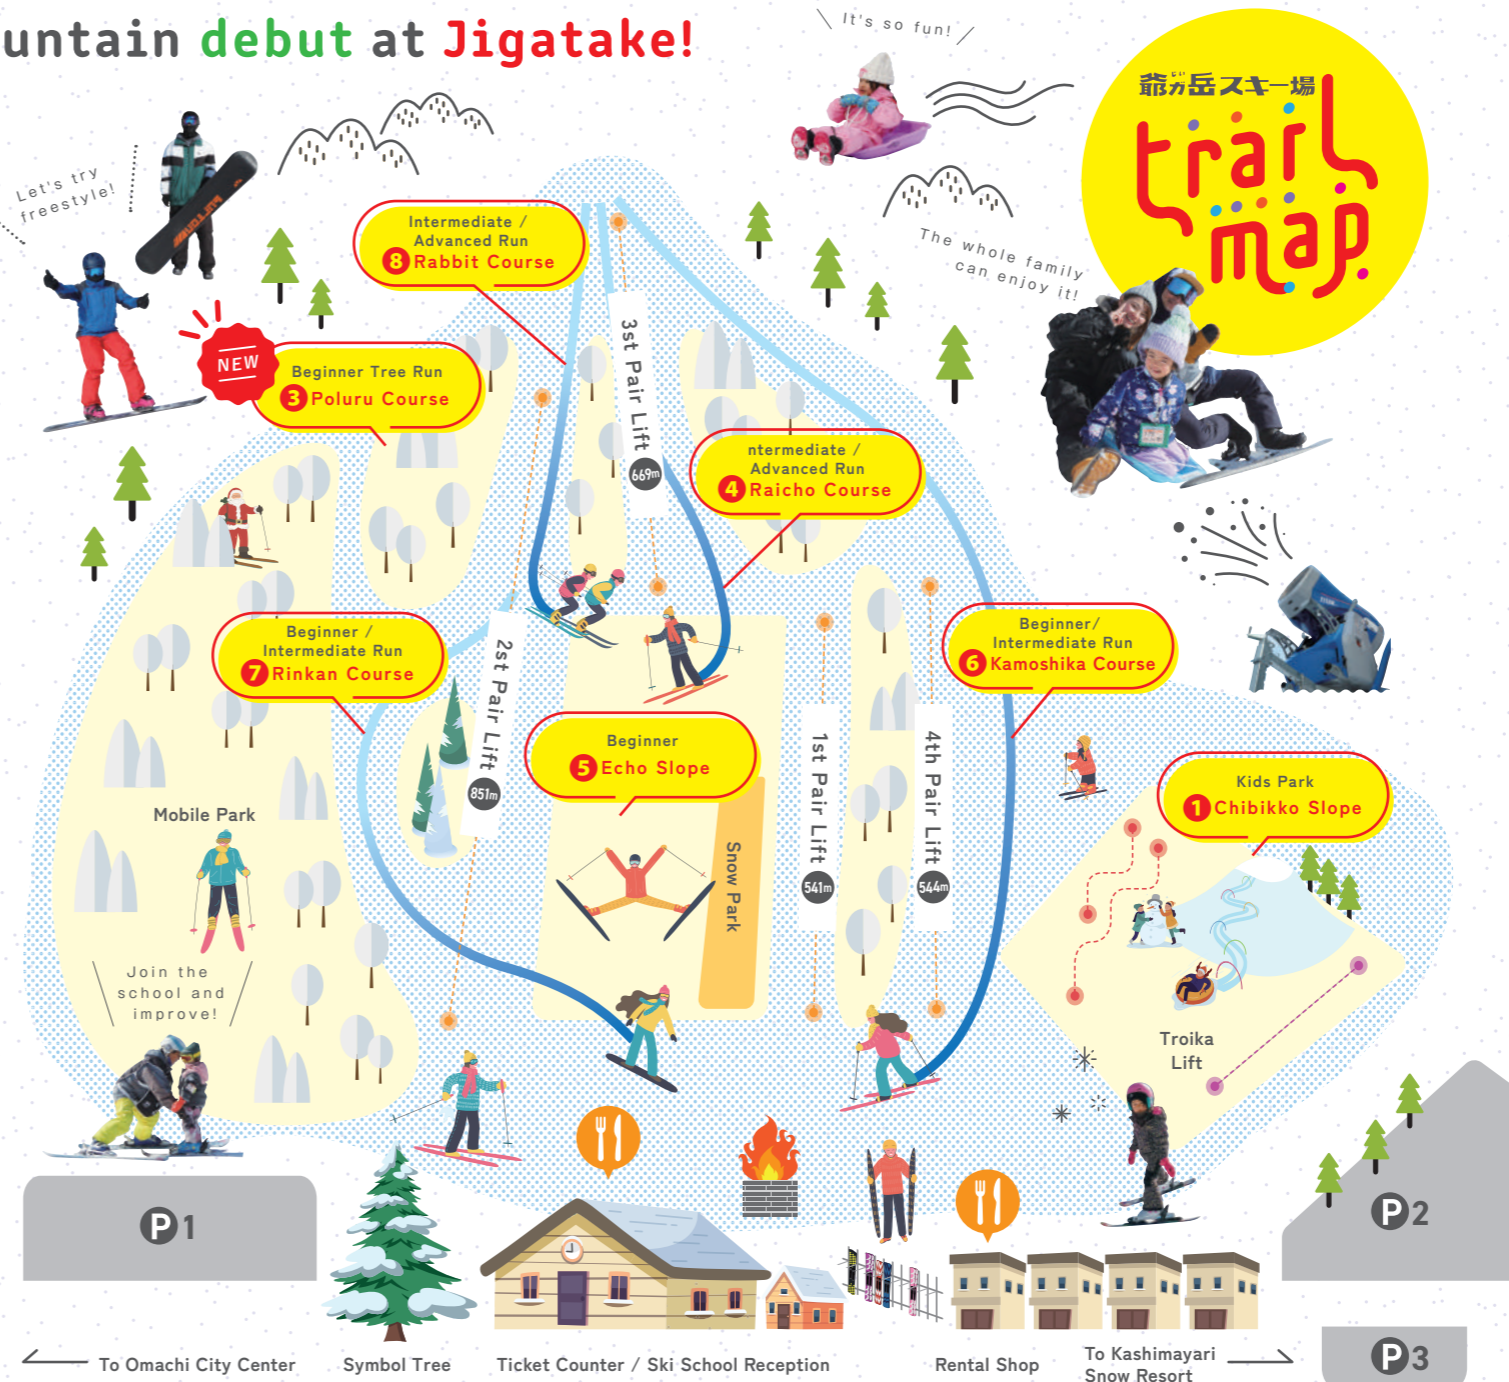 untain debut at Jigatake!
It's so fun!
爺ガ岳スキー場
trail
map
Let's try
freestyle!
The whole family
can enjoy it!
Intermediate /
Advanced Run
8 Rabbit Course
NEW
Beginner Tree Run
3 Poluru Course
3st Pair Lift
669m
ntermediate /
Advanced Run
4 Raicho Course
Beginner /
Intermediate Run
7 Rinkan Course
2st Pair Lift
851m
Beginner/
Intermediate Run
6 Kamoshika Course
Beginner
5 Echo Slope
1st Pair Lift
541m
4th Pair Lift
544m
Kids Park
1 Chibikko Slope
Mobile Park
Snow Park
Join the
school and
improve!
Troika
Lift
P1
P2
To Omachi City Center
Symbol Tree
Ticket Counter / Ski School Reception
Rental Shop
To Kashimayari
Snow Resort
P3